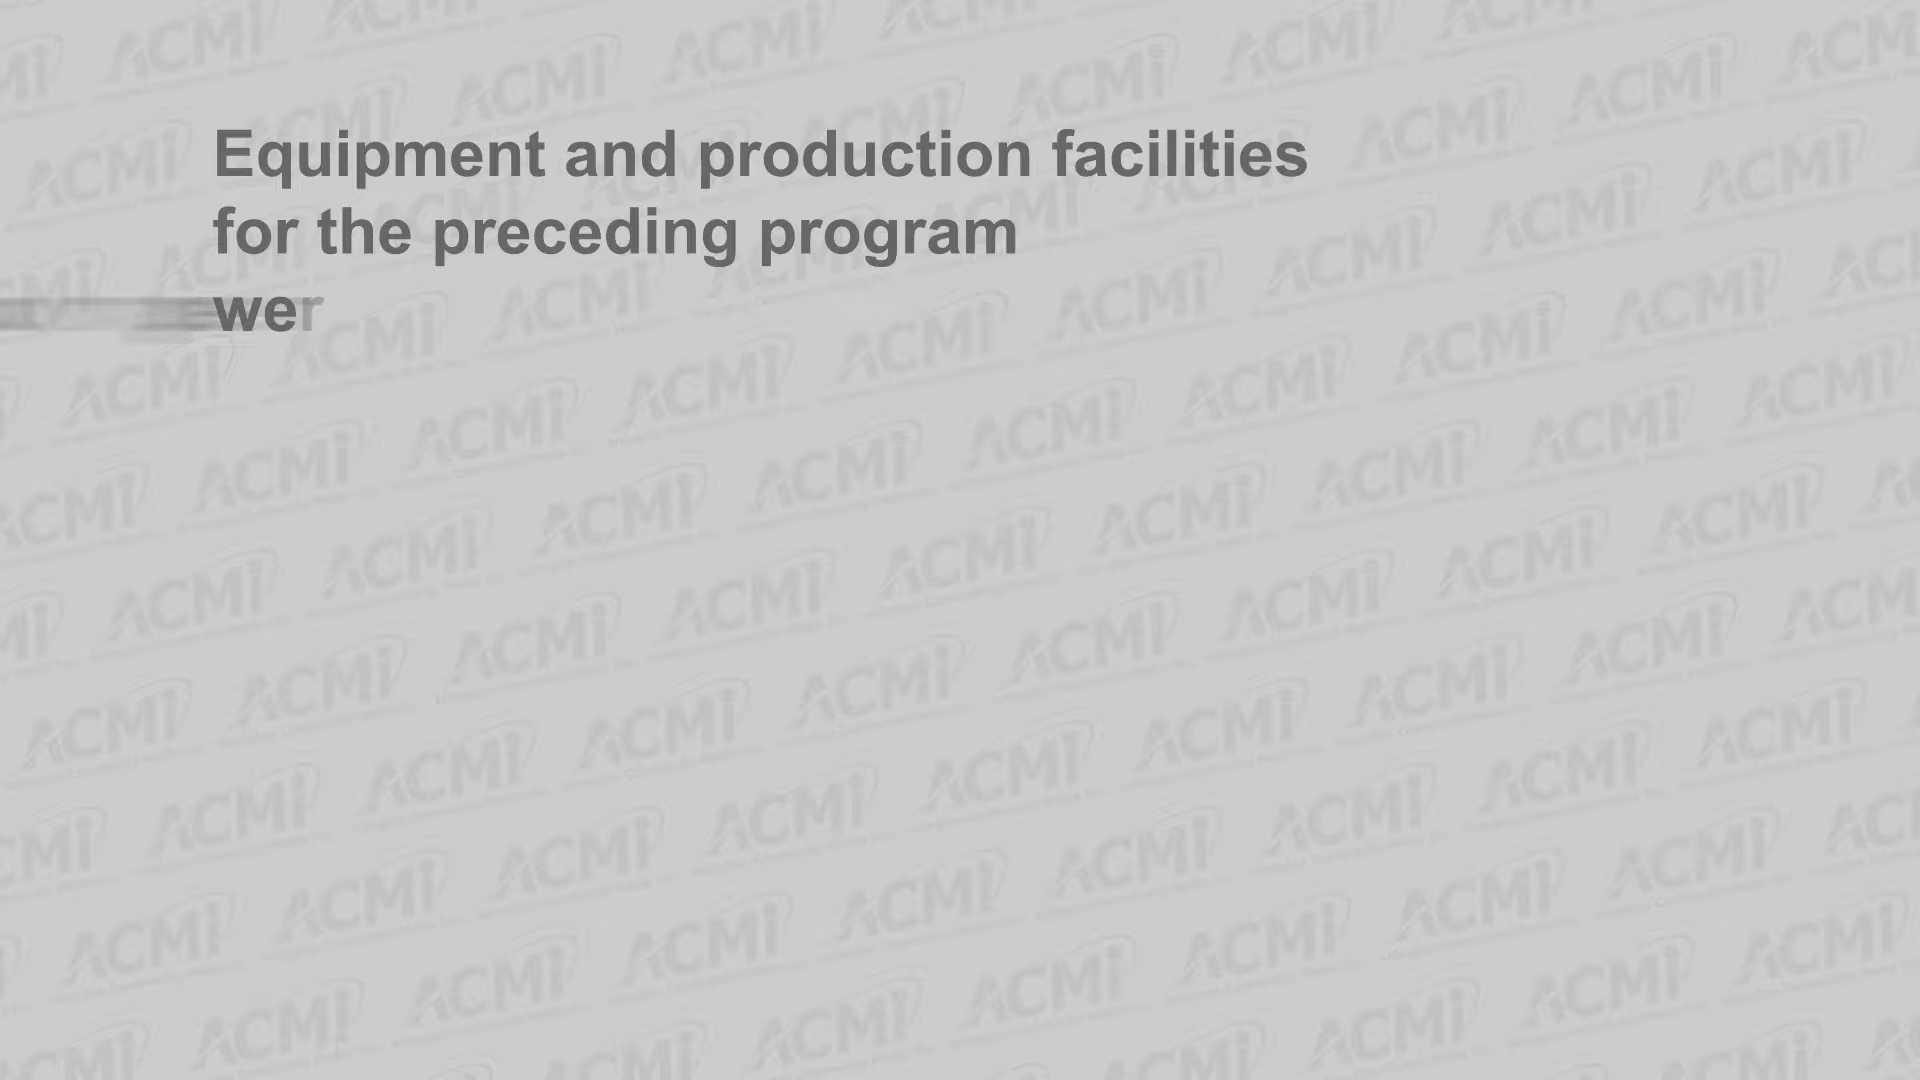 Equipment and production facilities
for the preceding program
wer